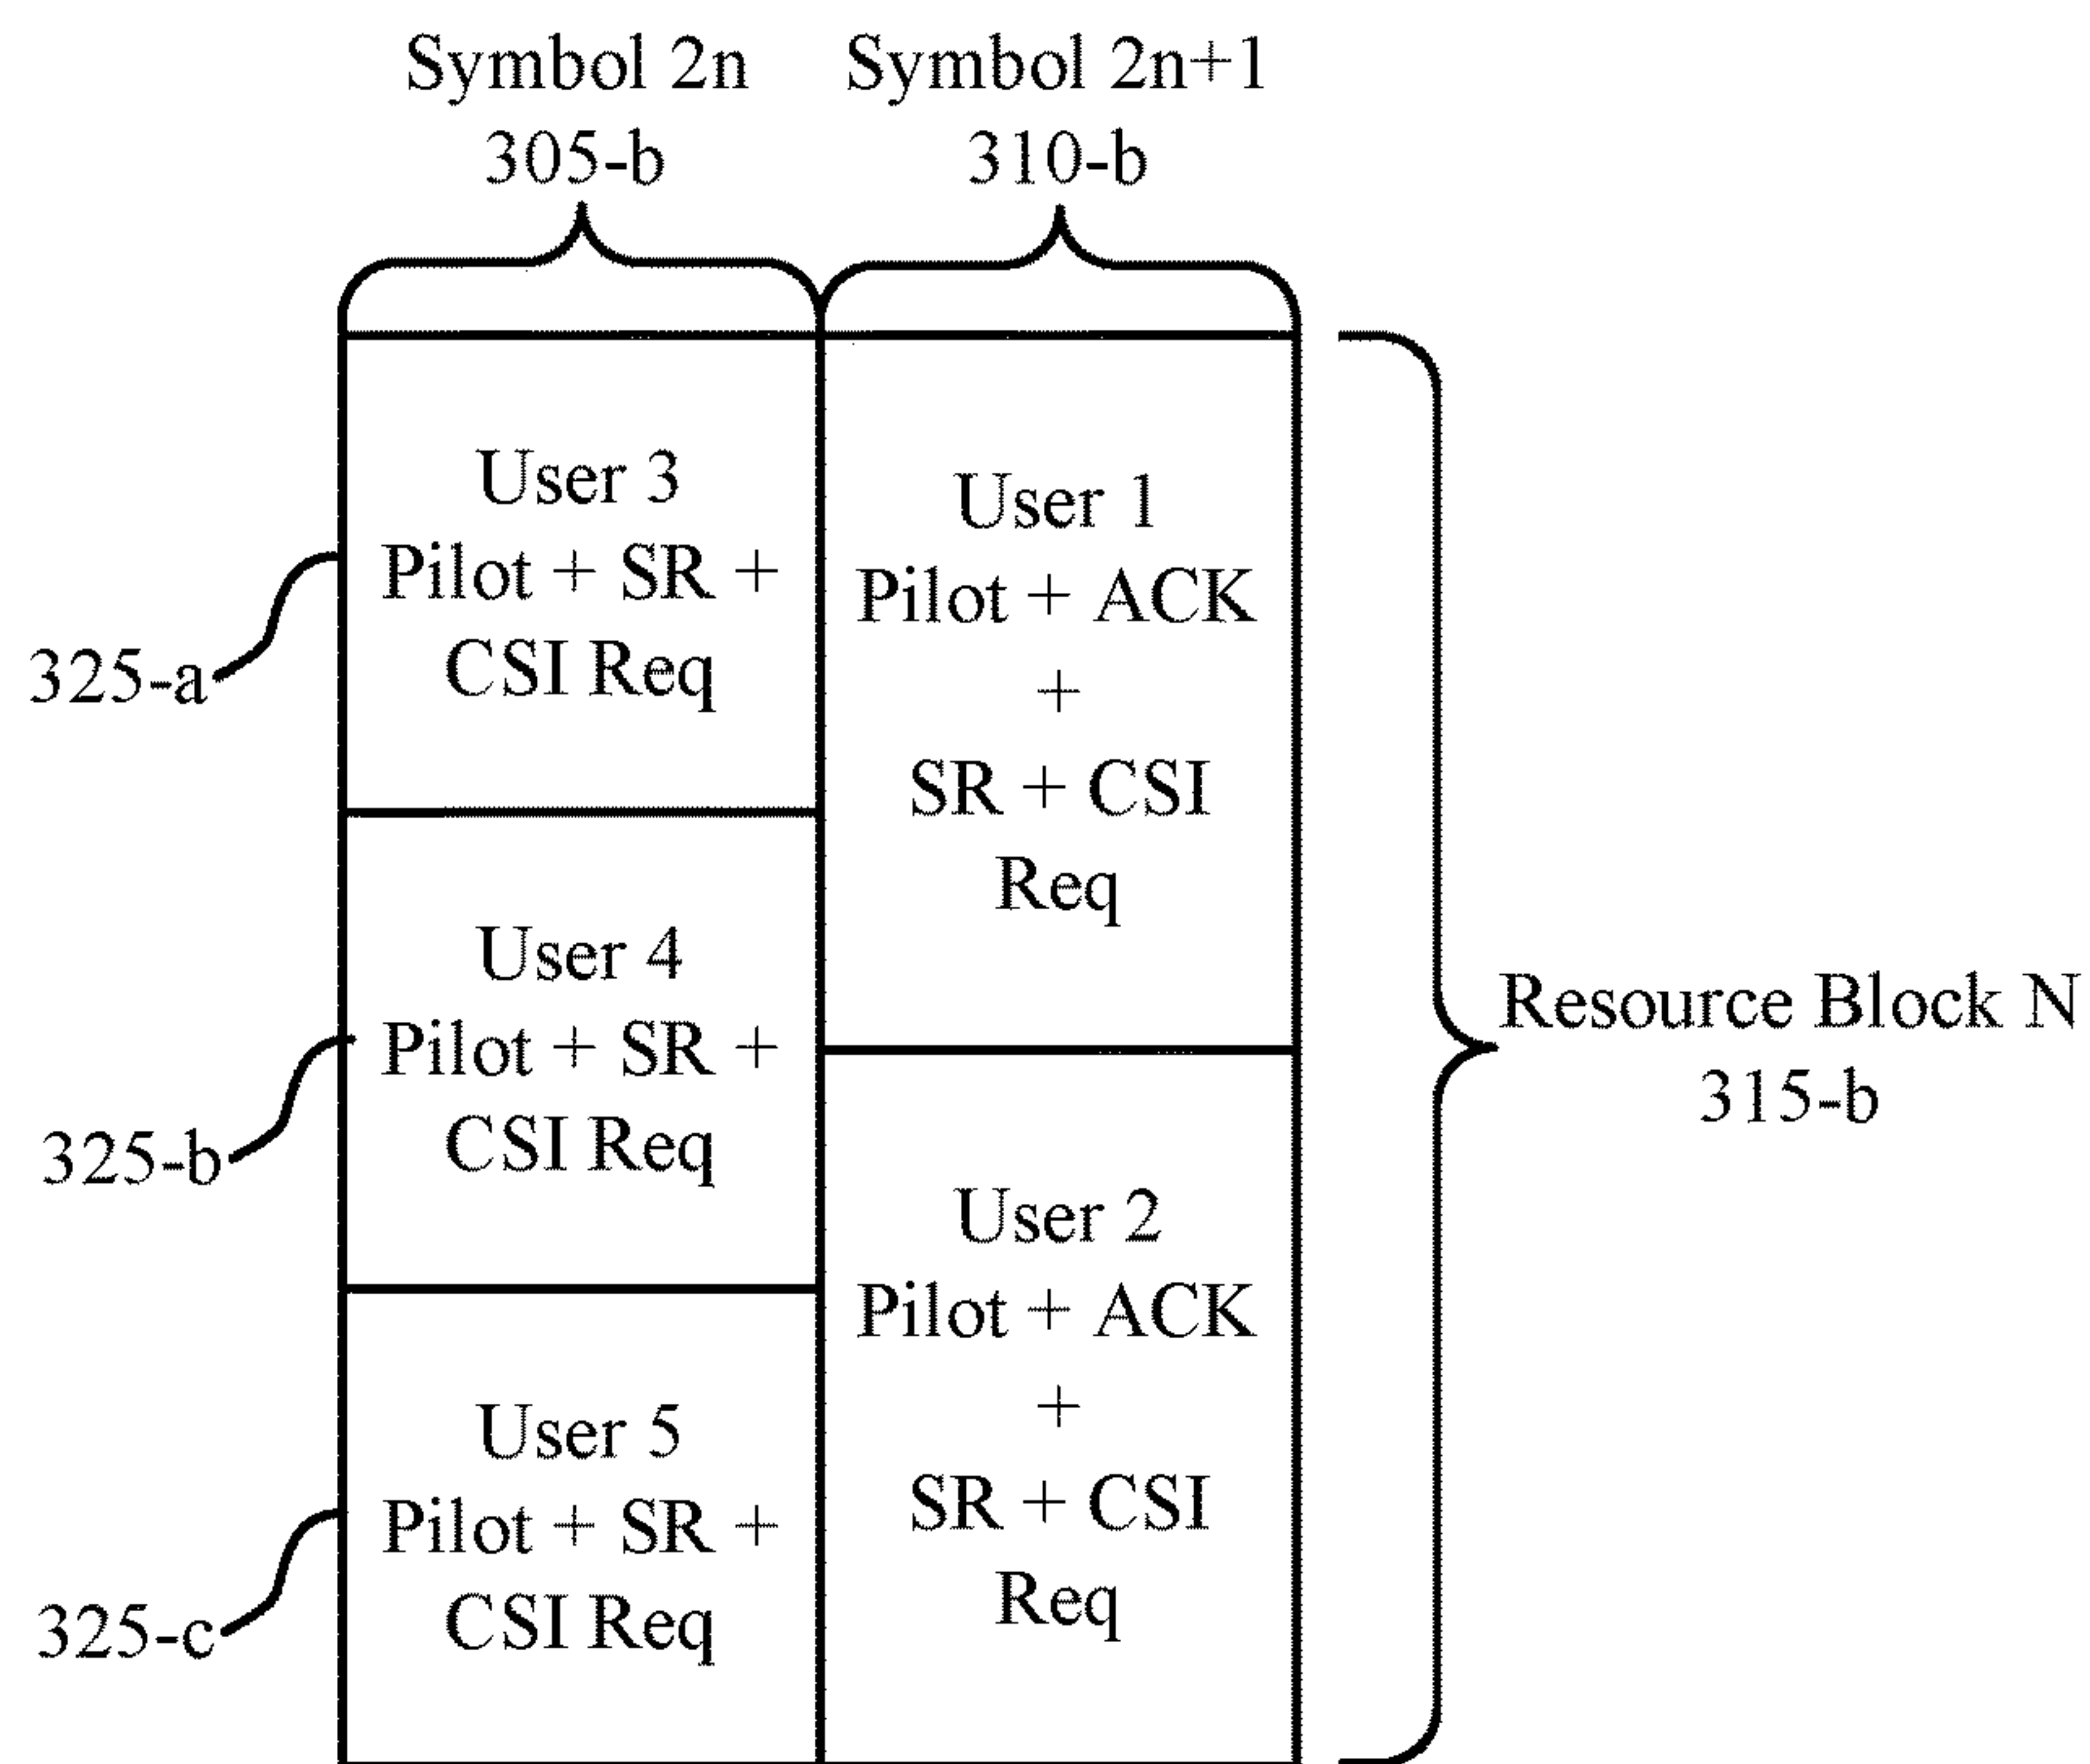 Symbol 2n
305-b
Symbol 2n+1
310-b
User 3
Pilot + SR +
CSI Req
325-a
User 4
Pilot + SR +
CSI Req
325-b
User 5
Pilot + SR +
CSI Req
325-c
User 1
Pilot + ACK
+
SR + CSI
Req
User 2
Pilot + ACK
+
SR + CSI
Req
Resource Block N
315-b